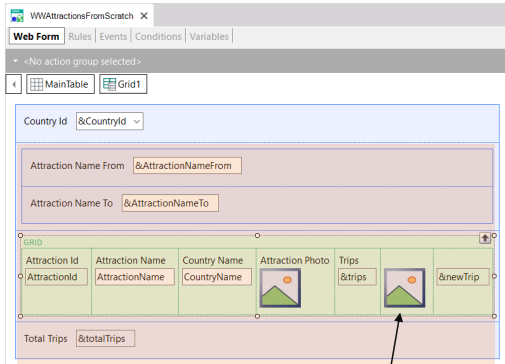 WWAttractionsFromScratch ×
Web Form Rules Events Conditions Variables
<No action group selected>
MainTable Grid1
Country Id &CountryId
Attraction Name From &AttractionNameFrom
Attraction Name To &AttractionNameTo
GRID
Attraction Id Attraction Name Country Name Attraction Photo Trips
AttractionId AttractionName CountryName &trips &newTrip
Total Trips &totalTrips